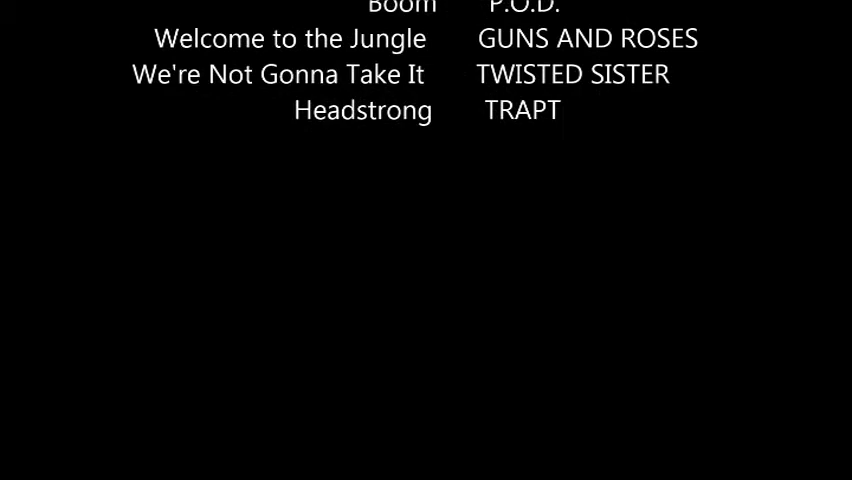 Boom P.O.D.
Welcome to the Jungle GUNS AND ROSES
We're Not Gonna Take It TWISTED SISTER
Headstrong TRAPT